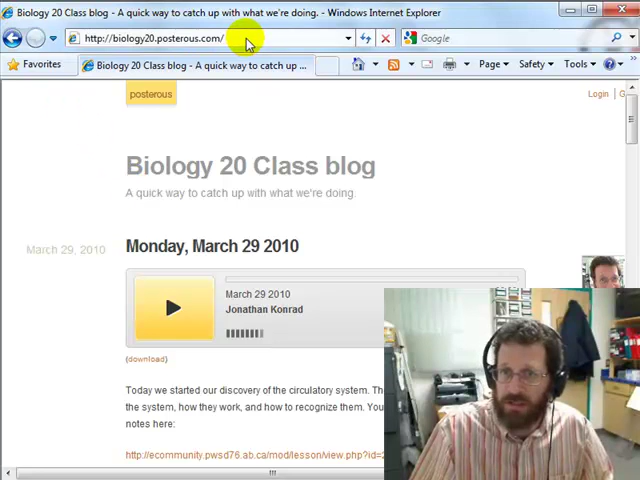 Biology 20 Class blog - A quick way to catch up with what we're doing. - Windows Internet Explorer
http://biology20.posterous.com/
Google
Favorites
Biology 20 Class blog - A quick way to catch up ...
Page
Safety
Tools
posterous
Login | G
Biology 20 Class blog
A quick way to catch up with what we're doing.
March 29, 2010
Monday, March 29 2010
March 29 2010
Jonathan Konrad
(download)
Today we started our discovery of the circulatory system. Th
the system, how they work, and how to recognize them. You
notes here:
http://ecommunity.pwsd76.ab.ca/mod/lesson/view.php?id=2